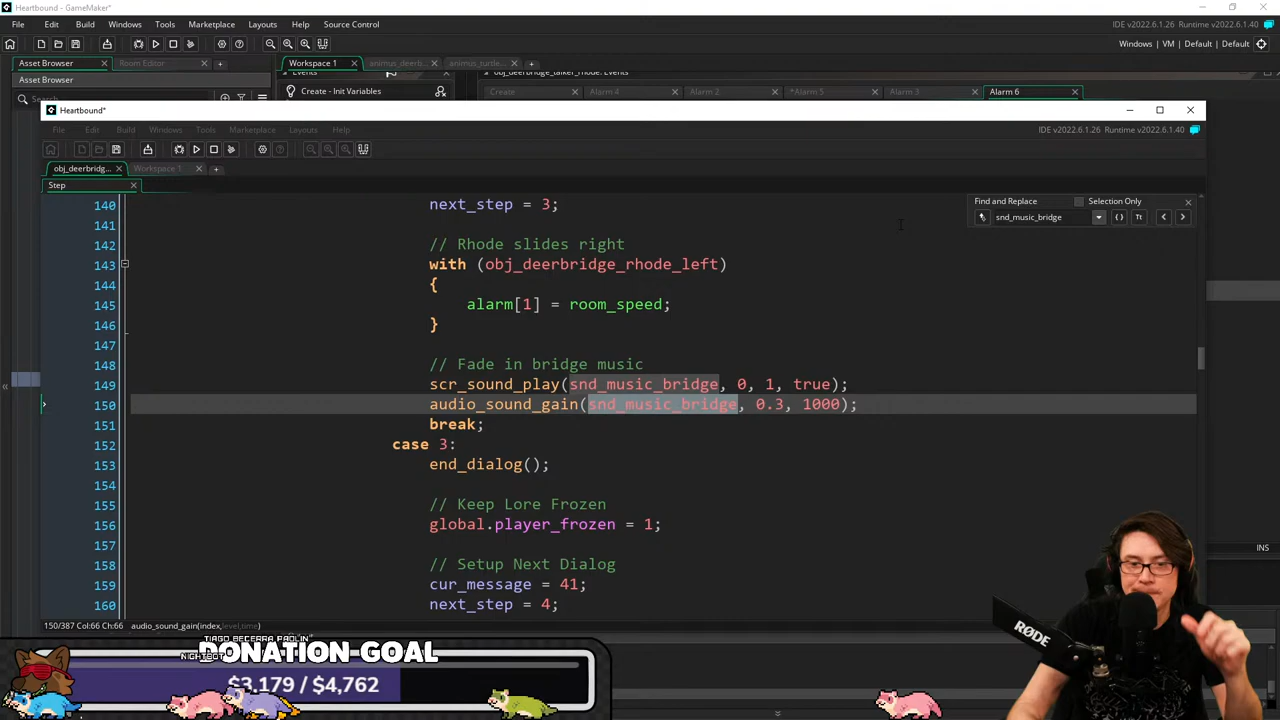 Heartbound - GameMaker*
File Edit Build Windows Tools Marketplace Layouts Help Source Control
IDE v2022.6.1.26 Runtime v2022.6.1.40
Windows | VM | Default | Default
Asset Browser Room Editor + Workspace 1 animus_deerb... animus_turtle... +
Asset Browser Events obj_deerbridge_talker_rhode: Events
Search Create - Init Variables Create Alarm 4 Alarm 2 *Alarm 5 Alarm 3 Alarm 6
Heartbound*
File Edit Build Windows Tools Marketplace Layouts Help
IDE v2022.6.1.26 Runtime v2022.6.1.40
obj_deerbridg... Workspace 1 +
Step
Find and Replace Selection Only
snd_music_bridge
140 next_step = 3;
141
142 // Rhode slides right
143 with (obj_deerbridge_rhode_left)
144 {
145 alarm[1] = room_speed;
146 }
147
148 // Fade in bridge music
149 scr_sound_play(snd_music_bridge, 0, 1, true);
150 audio_sound_gain(snd_music_bridge, 0.3, 1000);
151 break;
152 case 3:
153 end_dialog();
154
155 // Keep Lore Frozen
156 global.player_frozen = 1;
157
158 // Setup Next Dialog
159 cur_message = 41;
160 next_step = 4;
INS
150/387 Col:66 Ch:66 audio_sound_gain(index,level,time)
TIAGO BECERRA PAOLIN
NIGHTBOT
DONATION GOAL
$3,179 / $4,762
RØDE